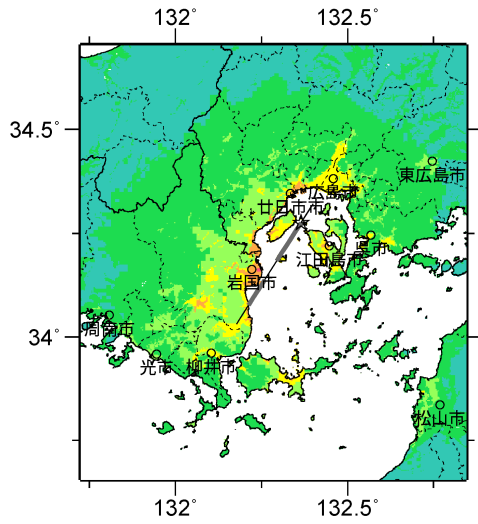 132°
132.5°
34.5°
東広島市
広島市
廿日市市
呉市
江田島市
岩国市
34°
周南市
光市
柳井市
松山市
132°
132.5°